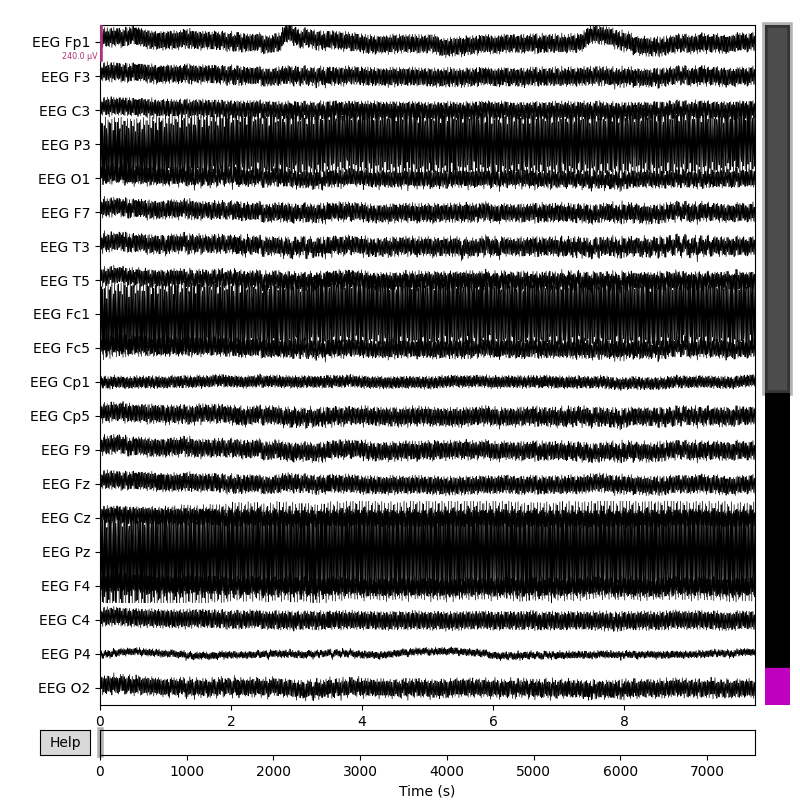 EEG Fp1
240.0 µV
EEG F3
EEG C3
EEG P3
EEG O1
EEG F7
EEG T3
EEG T5
EEG Fc1
EEG Fc5
EEG Cp1
EEG Cp5
EEG F9
EEG Fz
EEG Cz
EEG Pz
EEG F4
EEG C4
EEG P4
EEG O2
0 2 4 6 8
Help
0 1000 2000 3000 4000 5000 6000 7000
Time (s)